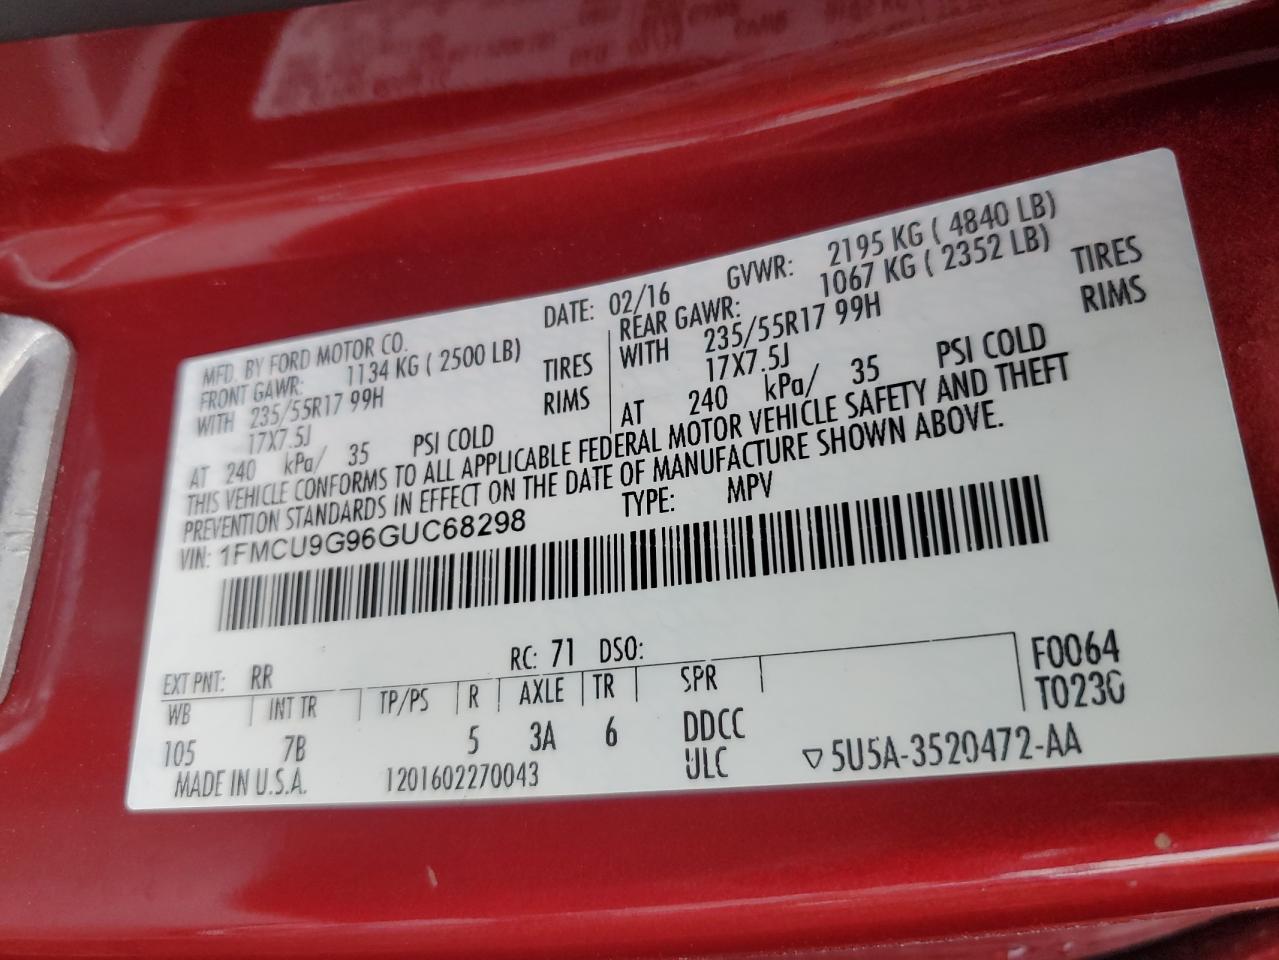 MFD. BY FORD MOTOR CO. DATE: 02/16 GVWR: 2195 KG ( 4840 LB)
FRONT GAWR: 1134 KG ( 2500 LB) REAR GAWR: 1067 KG ( 2352 LB)
WITH 235/55R17 99H TIRES WITH 235/55R17 99H TIRES
17X7.5J RIMS 17X7.5J RIMS
AT 240 kPa/ 35 PSI COLD AT 240 kPa/ 35 PSI COLD
THIS VEHICLE CONFORMS TO ALL APPLICABLE FEDERAL MOTOR VEHICLE SAFETY AND THEFT
PREVENTION STANDARDS IN EFFECT ON THE DATE OF MANUFACTURE SHOWN ABOVE.
VIN: 1FMCU9G96GUC68298 TYPE: MPV
EXT PNT: RR RC: 71 DSO: F0064
WB INT TR TP/PS R AXLE TR SPR T0230
105 7B 5 3A 6 DDCC
MADE IN U.S.A. 1201602270043 ULC ▽5U5A-3520472-AA